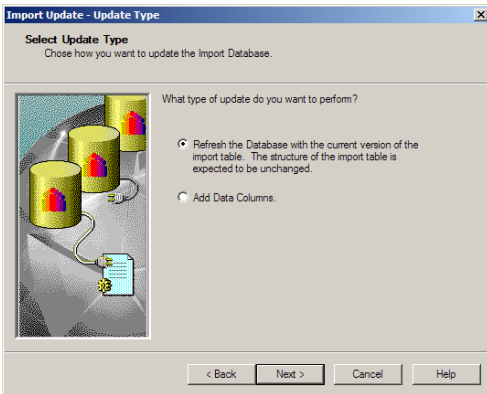 Import Update - Update Type
Select Update Type
Chose how you want to update the Import Database.
What type of update do you want to perform?
Refresh the Database with the current version of the
import table. The structure of the import table is
expected to be unchanged.
Add Data Columns.
< Back
Next >
Cancel
Help